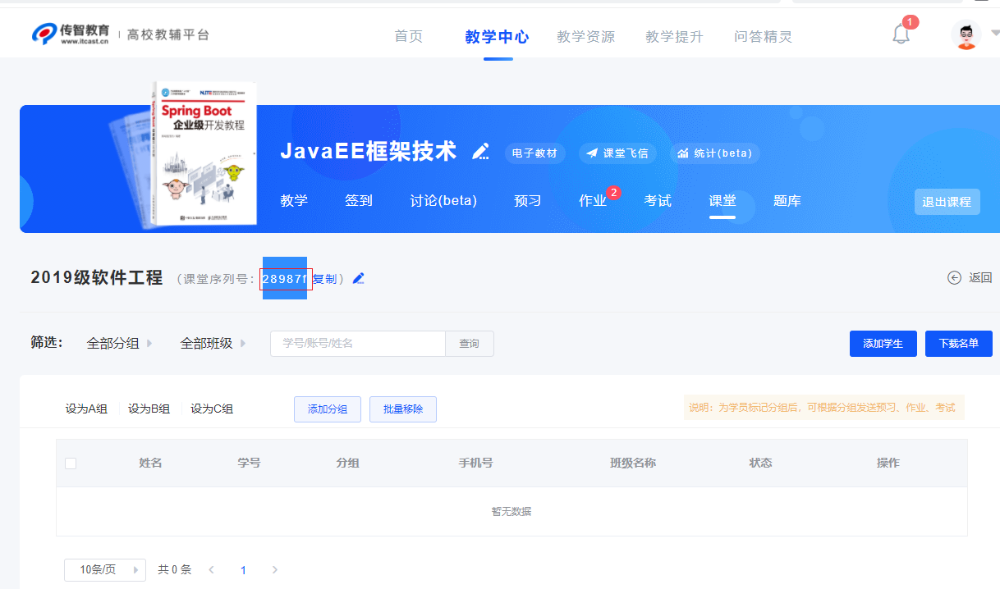 传智教育
www.itcast.cn
高校教辅平台
首页 教学中心 教学资源 教学提升 问答精灵
1
Spring Boot
企业级开发教程
JavaEE框架技术 电子教材 课堂飞信 统计(beta)
教学 签到 讨论(beta) 预习 作业 2 考试 课堂 题库 退出课程
2019级软件工程 (课堂序列号: 28987f 复制) 返回
筛选: 全部分组 全部班级 学号/账号/姓名 查询 添加学生 下载名单
设为A组 设为B组 设为C组 添加分组 批量移除 说明：为学员标记分组后，可根据分组发送预习、作业、考试
姓名 学号 分组 手机号 班级名称 状态 操作
暂无数据
10条/页 共 0 条 1